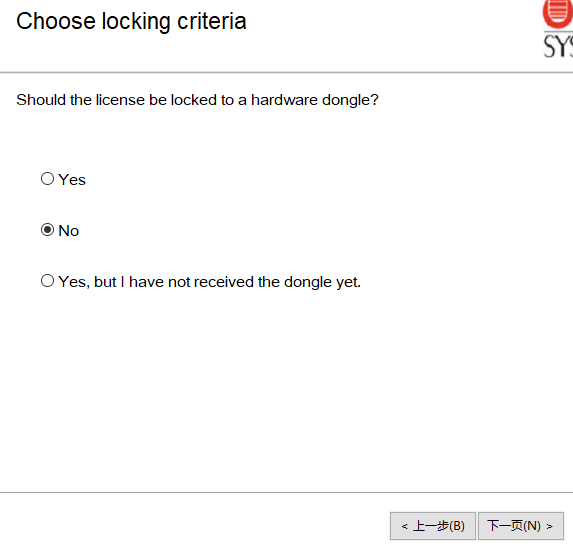 Choose locking criteria
SYS
Should the license be locked to a hardware dongle?
Yes
No
Yes, but I have not received the dongle yet.
< 上一步(B)
下一页(N) >